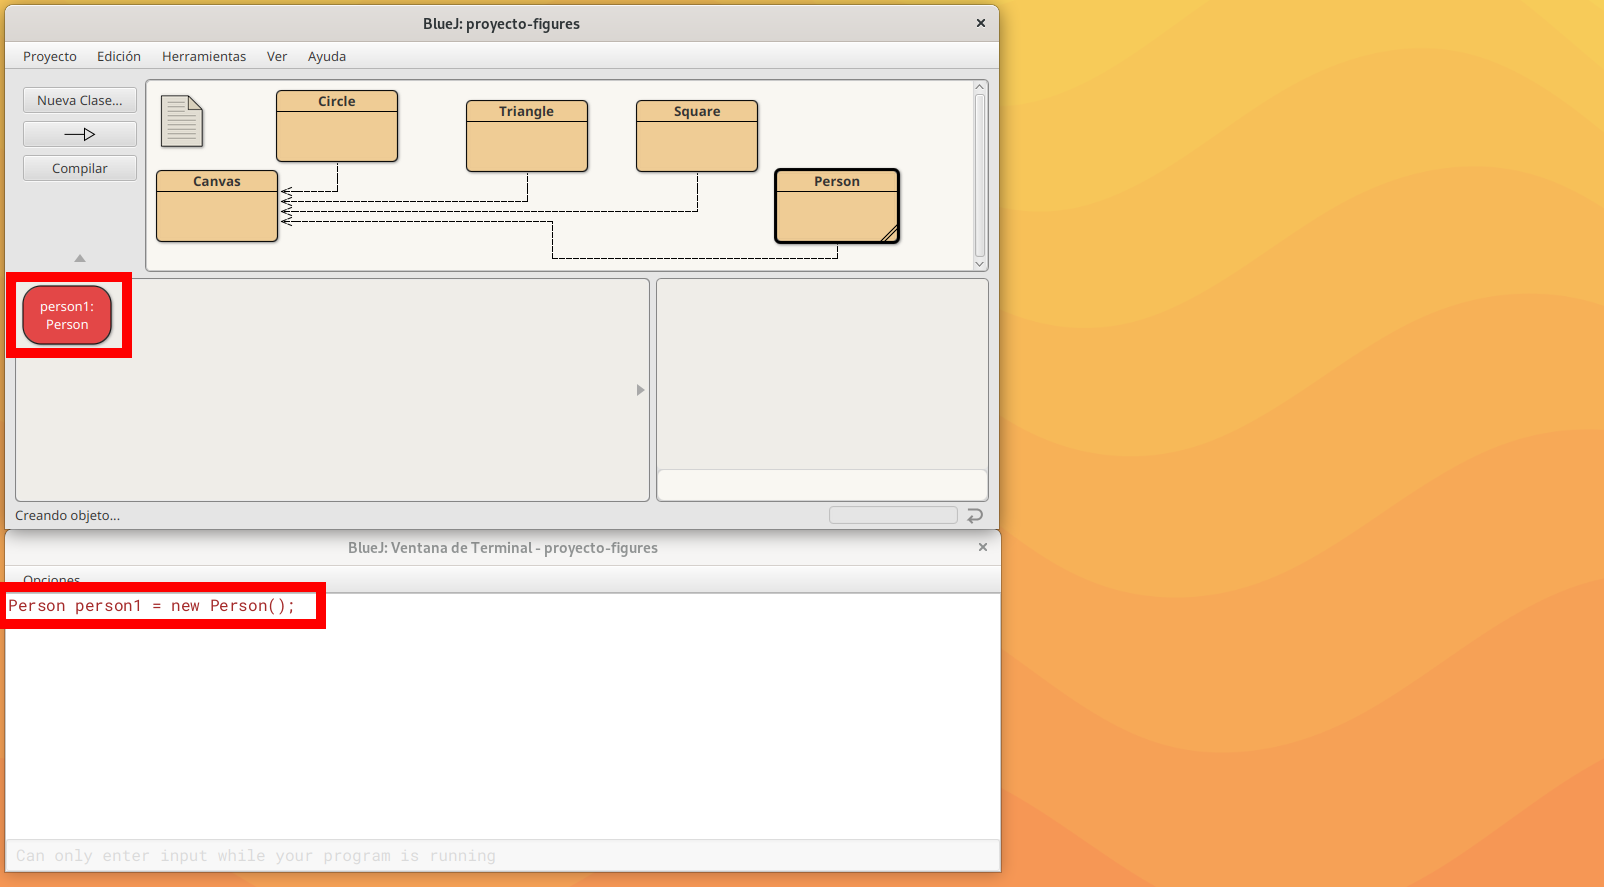 BlueJ: proyecto-figures
Proyecto Edición Herramientas Ver Ayuda
Nueva Clase...
Compilar
Circle
Triangle
Square
Canvas
Person
person1:
Person
Creando objeto...
BlueJ: Ventana de Terminal - proyecto-figures
Opciones
Person person1 = new Person();
Can only enter input while your program is running